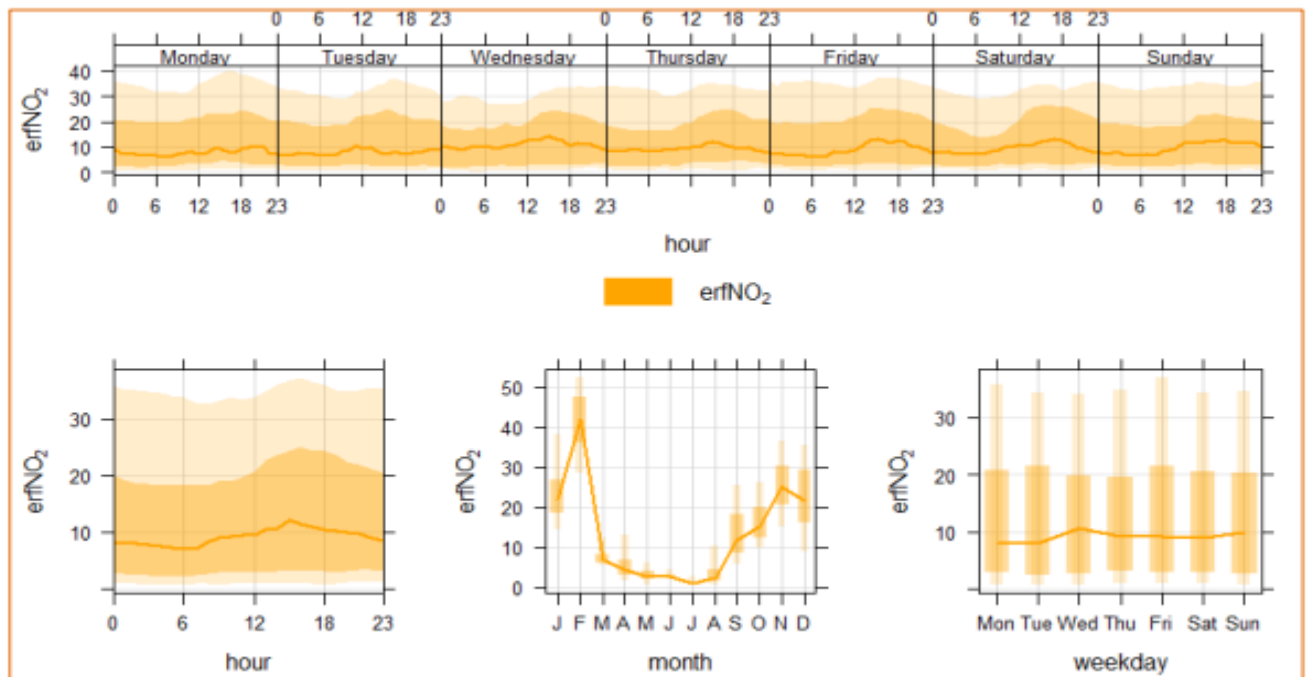 0 6 12 18 23 0 6 12 18 23 0 6 12 18 23
Monday Tuesday Wednesday Thursday Friday Saturday Sunday
40
30
20
10
0
erfNO₂
0 6 12 18 23 0 6 12 18 23 0 6 12 18 23 0 6 12 18 23
hour
erfNO₂
30
20
10
erfNO₂
0 6 12 18 23
hour
50
40
30
20
10
0
erfNO₂
J F M A M J J A S O N D
month
30
20
10
0
erfNO₂
Mon Tue Wed Thu Fri Sat Sun
weekday